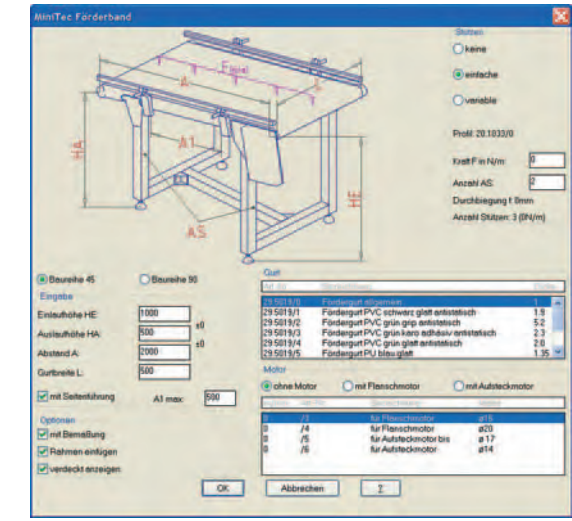 MiniTec Förderband
Stützen
keine
einfache
variable
Profil: 20.1033/0
Kraft F in N/m: 0
Anzahl AS: 2
Durchbiegung f: 0mm
Anzahl Stützen: 3 (0N/m)
A
L
HA
A1
HE
AS
Baureihe 45
Baureihe 90
Eingabe
Einlaufhöhe HE: 1000
±0
Auslaufhöhe HA: 500
±0
Abstand A: 2000
Gurtbreite L: 500
mit Seitenführung
A1 max: 500
Optionen
mit Bemaßung
Rahmen einfügen
verdeckt anzeigen
Gurt
29.5019/0 Fördergurt allgemein 1
29.5019/1 Fördergurt PVC schwarz glatt antistatisch 1.9
29.5019/2 Fördergurt PVC grün grip antistatisch 5.2
29.5019/3 Fördergurt PVC grün karo adhäsiv antistatisch 2.3
29.5019/4 Fördergurt PVC grün glatt antistatisch 2.0
29.5019/5 Fördergurt PU blau glatt 1.35
Motor
ohne Motor
mit Flanschmotor
mit Aufsteckmotor
0 /3 für Flanschmotor ø16
0 /4 für Flanschmotor ø20
0 /5 für Aufsteckmotor bis ø17
0 /6 für Aufsteckmotor ø14
OK
Abbrechen
?